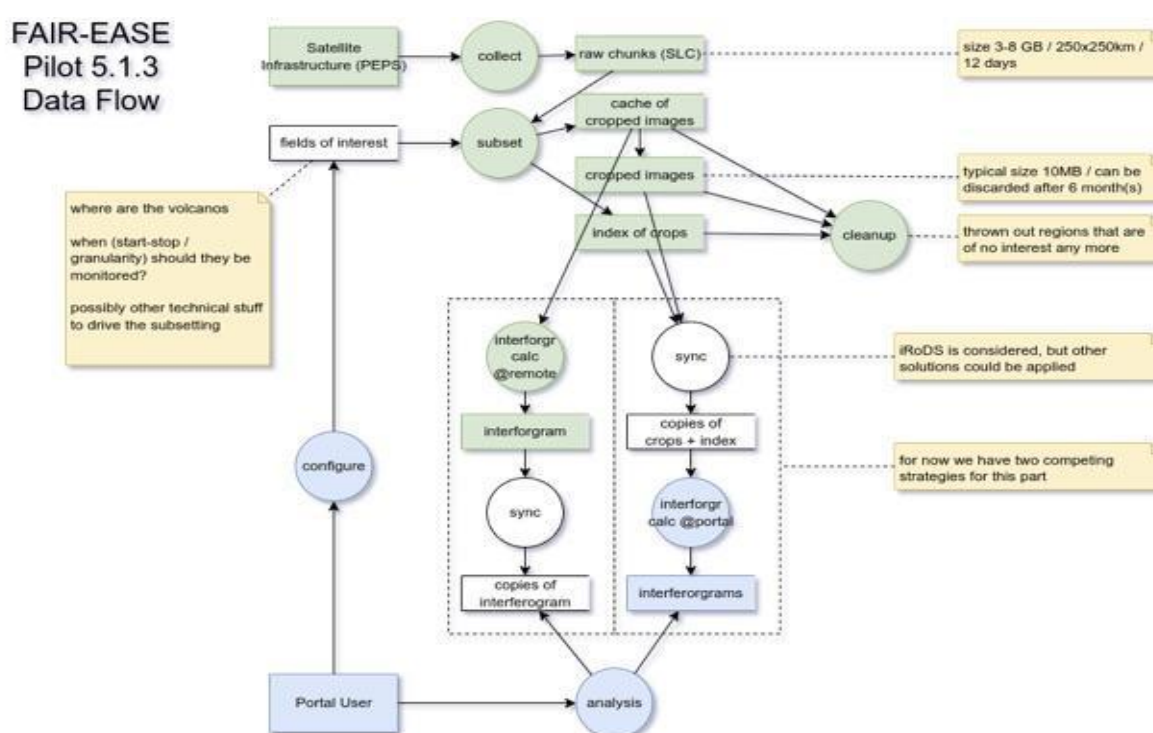 FAIR-EASE
Pilot 5.1.3
Data Flow
Satellite
Infrastructure (PEPS)
collect
raw chunks (SLC)
size 3-8 GB / 250x250km /
12 days
fields of interest
subset
cache of
cropped images
cropped images
typical size 10MB / can be
discarded after 6 month(s)
index of crops
cleanup
thrown out regions that are
of no interest any more
where are the volcanos
when (start-stop /
granularity) should they be
monitored?
possibly other technical stuff
to drive the subsetting
interforgr
calc
@remote
sync
iRoDS is considered, but other
solutions could be applied
interforgram
copies of
crops + index
configure
for now we have two competing
strategies for this part
sync
interforgr
calc @portal
copies of
interferogram
interferorgrams
Portal User
analysis